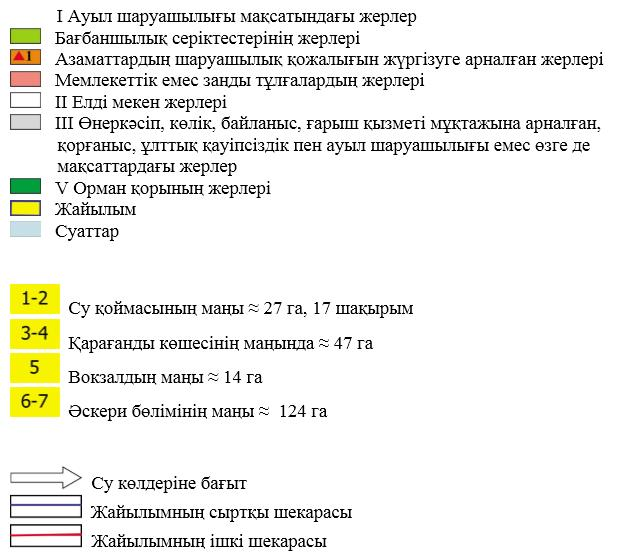 I Ауыл шаруашылығы мақсатындағы жерлер
Бағбаншылық серіктестерінің жерлері
1 Азаматтардың шаруашылық қожалығын жүргізуге арналған жерлері
Мемлекеттік емес заңды тұлғалардың жерлері
II Елді мекен жерлері
III Өнеркәсіп, көлік, байланыс, ғарыш қызметі мұқтажына арналған,
қорғаныс, ұлттық қауіпсіздік пен ауыл шаруашылығы емес өзге де
мақсаттардағы жерлер
V Орман қорының жерлері
Жайылым
Суаттар
1-2 Су қоймасының маңы ≈ 27 га, 17 шақырым
3-4 Қарағанды көшесінің маңында ≈ 47 га
5 Вокзалдың маңы ≈ 14 га
6-7 Әскери бөлімінің маңы ≈ 124 га
Су көлдеріне бағыт
Жайылымның сыртқы шекарасы
Жайылымның ішкі шекарасы